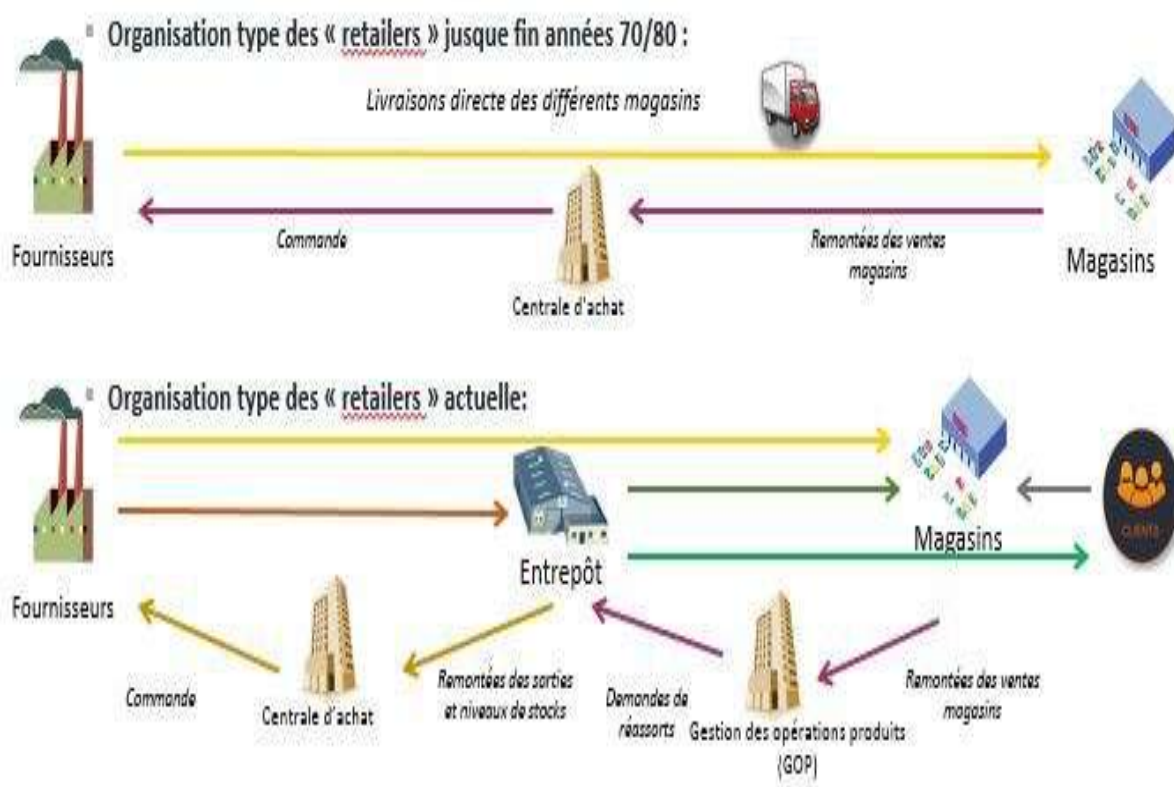 Organisation type des « retailers » jusque fin années 70/80 :
Livraisons directe des différents magasins
Commande
Remontées des ventes
magasins
Fournisseurs
Centrale d'achat
Magasins
Organisation type des « retailers » actuelle:
Magasins
CLIENTS
Entrepôt
Fournisseurs
Commande
Centrale d'achat
Remontées des sorties
et niveaux de stocks
Demandes de
réassorts
Gestion des opérations produits
(GOP)
Remontées des ventes
magasins